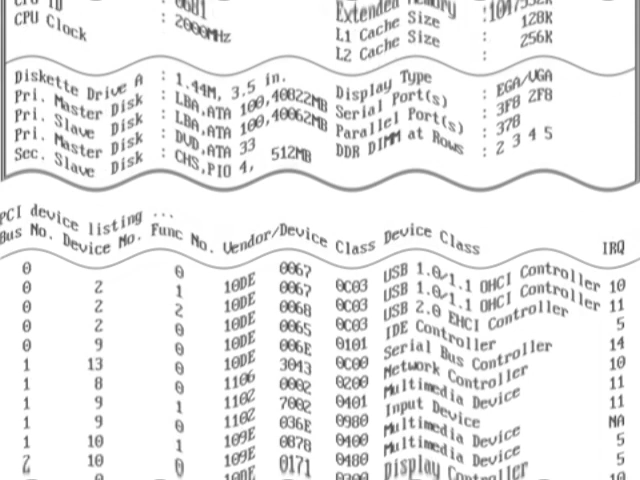 CPU ID : 0681 Extended Memory :1047552K
CPU Clock : 2000MHz L1 Cache Size : 128K
L2 Cache Size : 256K
Diskette Drive A : 1.44M, 3.5 in. Display Type : EGA/VGA
Pri. Master Disk : LBA,ATA 100,40822MB Serial Port(s) : 3F8 2F8
Pri. Slave Disk : LBA,ATA 100,40062MB Parallel Port(s) : 378
Pri. Master Disk : DVD,ATA 33 DDR DIMM at Rows : 2 3 4 5
Sec. Slave Disk : CHS,PIO 4, 512MB
PCI device listing ...
Bus No. Device No. Func No. Vendor/Device Class Device Class IRQ
0 2 0 10DE 0067 0C03 USB 1.0/1.1 OHCI Controller 10
0 2 1 10DE 0067 0C03 USB 1.0/1.1 OHCI Controller 11
0 2 2 10DE 0068 0C03 USB 2.0 EHCI Controller 5
0 9 0 10DE 0065 0101 IDE Controller 14
0 13 0 10DE 006E 0C00 Serial Bus Controller 10
1 8 0 1106 3043 0200 Network Controller 11
1 9 0 1102 0002 0401 Multimedia Device 11
1 9 1 1102 7002 0980 Input Device NA
1 10 0 109E 036E 0400 Multimedia Device 5
1 10 1 109E 0878 0480 Multimedia Device 5
2 0 0 10DE 0171 0300 Display Controller 10